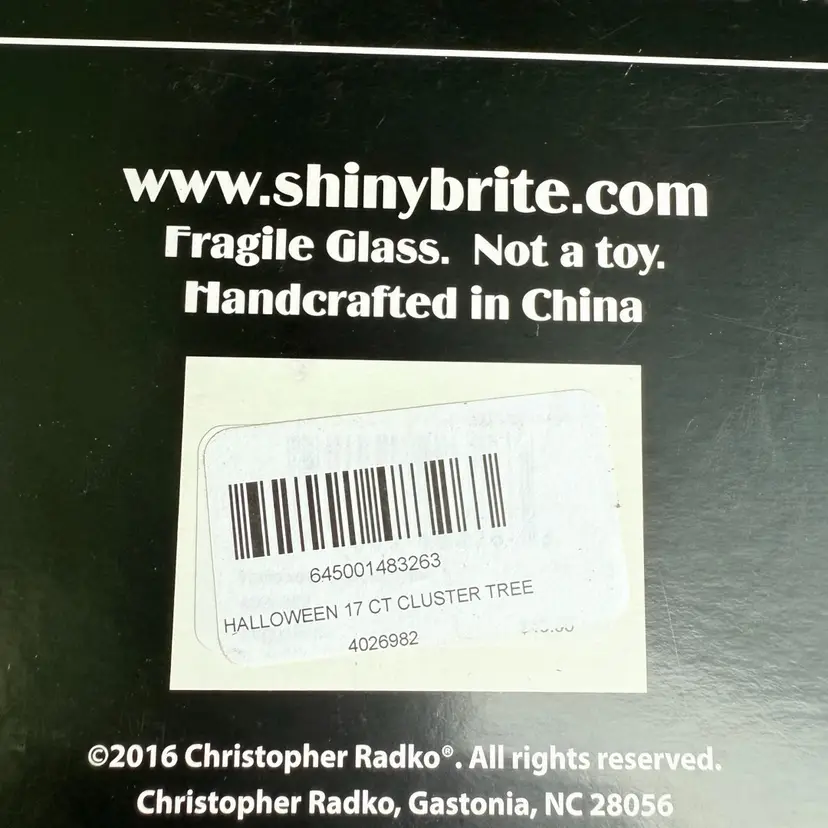 www.shinybrite.com
Fragile Glass. Not a toy.
Handcrafted in China
645001483263
HALLOWEEN 17 CT CLUSTER TREE
4026982
©2016 Christopher Radko®. All rights reserved.
Christopher Radko, Gastonia, NC 28056